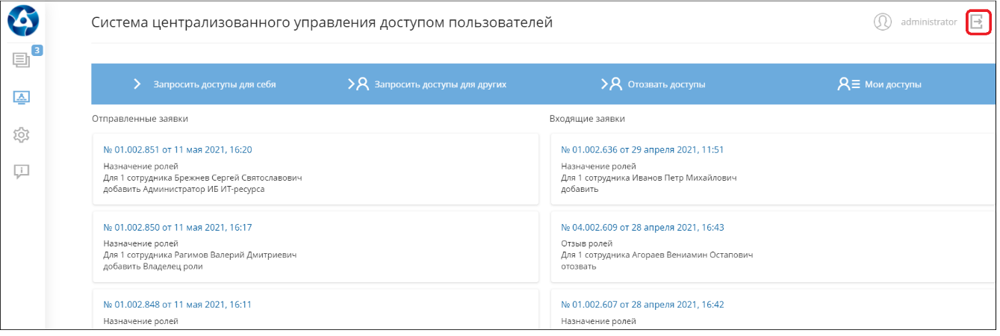 Система централизованного управления доступом пользователей
administrator
3
Запросить доступы для себя
Запросить доступы для других
Отозвать доступы
Мои доступы
Отправленные заявки
№ 01.002.851 от 11 мая 2021, 16:20
Назначение ролей
Для 1 сотрудника Брежнев Сергей Святославович
добавить Администратор ИБ ИТ-ресурса
№ 01.002.850 от 11 мая 2021, 16:17
Назначение ролей
Для 1 сотрудника Рагимов Валерий Дмитриевич
добавить Владелец роли
№ 01.002.848 от 11 мая 2021, 16:11
Назначение ролей
Входящие заявки
№ 01.002.636 от 29 апреля 2021, 11:51
Назначение ролей
Для 1 сотрудника Иванов Петр Михайлович
добавить
№ 04.002.609 от 28 апреля 2021, 16:43
Отзыв ролей
Для 1 сотрудника Агораев Вениамин Остапович
отозвать
№ 01.002.607 от 28 апреля 2021, 16:42
Назначение ролей